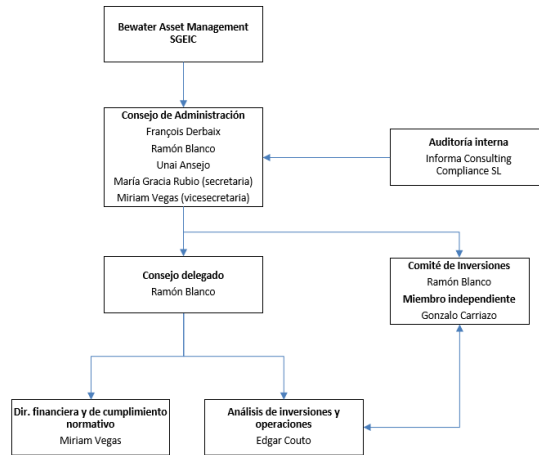 Bewater Asset Management
SGEIC
Consejo de Administración
François Derbaix
Ramón Blanco
Unai Ansejo
María Gracia Rubio (secretaria)
Miriam Vegas (vicesecretaria)
Auditoría interna
Informa Consulting
Compliance SL
Consejo delegado
Ramón Blanco
Comité de Inversiones
Ramón Blanco
Miembro independiente
Gonzalo Carriazo
Dir. financiera y de cumplimiento
normativo
Miriam Vegas
Análisis de inversiones y
operaciones
Edgar Couto